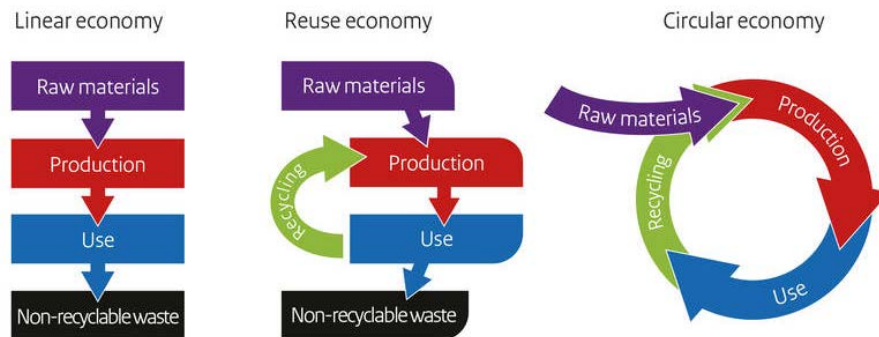 Linear economy
Raw materials
Production
Use
Non-recyclable waste
Reuse economy
Raw materials
Production
Recycling
Use
Non-recyclable waste
Circular economy
Raw materials
Production
Recycling
Use